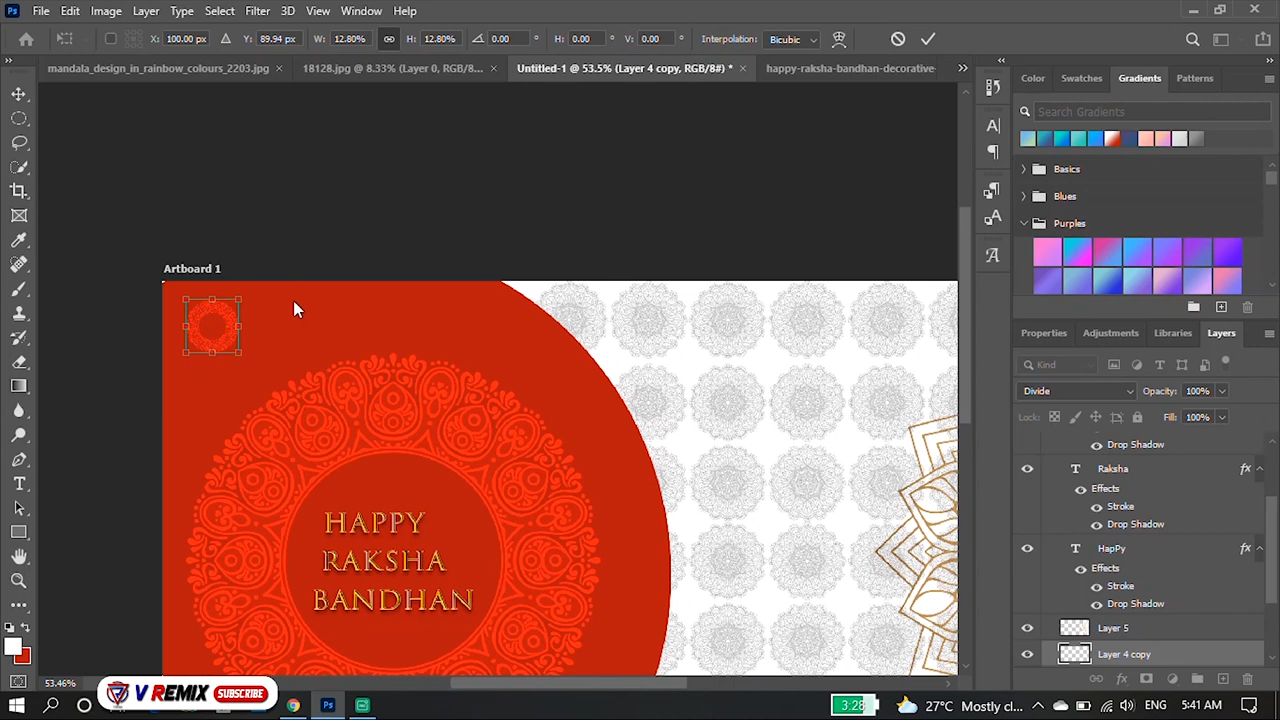 Ps File Edit Image Layer Type Select Filter 3D View Window Help
X: 100.00 px Y: 89.94 px W: 12.80% H: 12.80% 0.00 ° H: 0.00 ° V: 0.00 ° Interpolation: Bicubic
mandala_design_in_rainbow_colours_2203.jpg × 18128.jpg @ 8.33% (Layer 0, RGB/8... × Untitled-1 @ 53.5% (Layer 4 copy, RGB/8#) * × happy-raksha-bandhan-decorative
Color Swatches Gradients Patterns
Search Gradients
Basics
Blues
Purples
Artboard 1
HAPPY
RAKSHA
BANDHAN
Properties Adjustments Libraries Layers
Kind
Divide Opacity: 100%
Lock: Fill: 100%
Drop Shadow
T Raksha fx
Effects
Stroke
Drop Shadow
T HapPy fx
Effects
Stroke
Drop Shadow
Layer 5
Layer 4 copy
53.46%
V REMIX SUBSCRIBE
Ps 3:28 27°C Mostly cl... ENG 5:41 AM